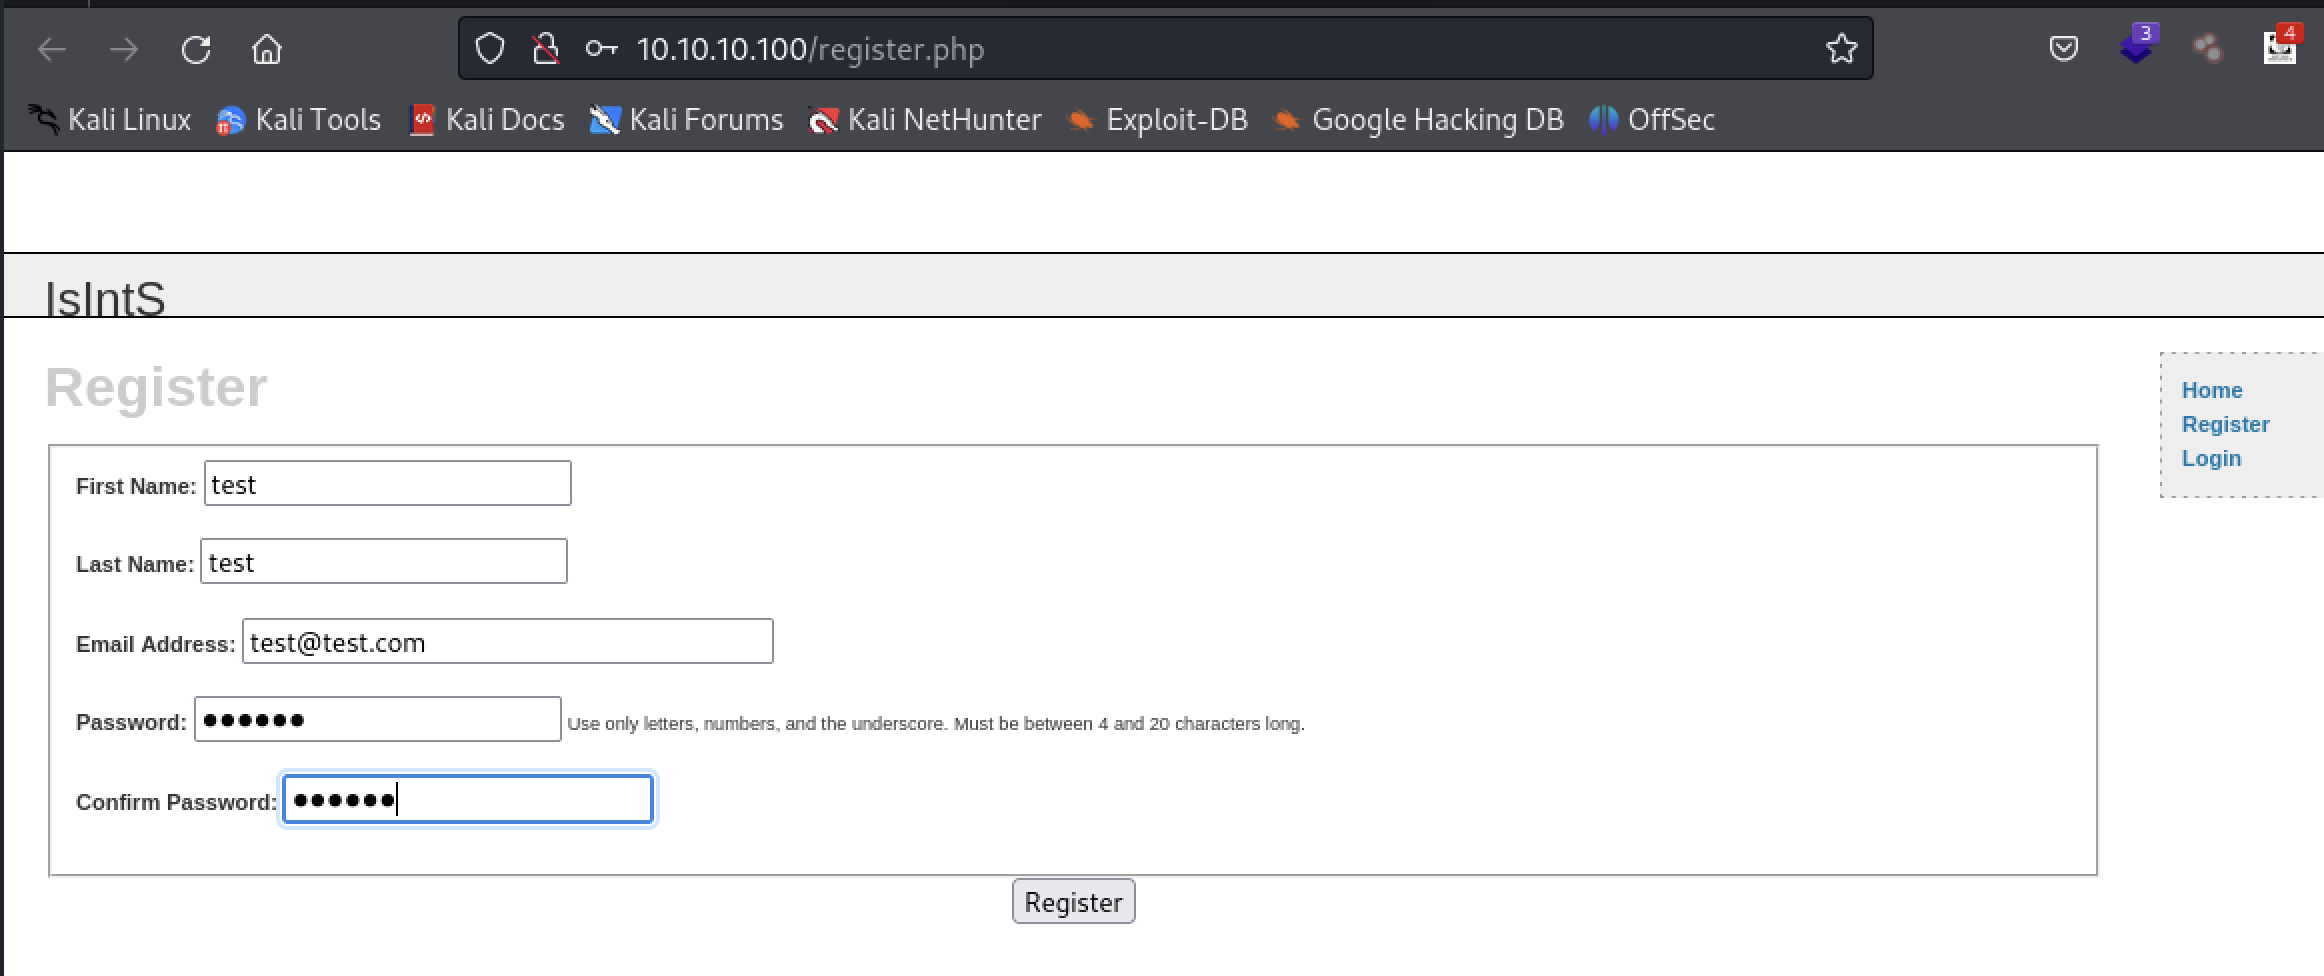 10.10.10.100/register.php
3
4
Kali Linux Kali Tools Kali Docs Kali Forums Kali NetHunter Exploit-DB Google Hacking DB OffSec
IsIntS
Register
Home
Register
Login
First Name: test
Last Name: test
Email Address: test@test.com
Password: ●●●●●● Use only letters, numbers, and the underscore. Must be between 4 and 20 characters long.
Confirm Password: ●●●●●●
Register